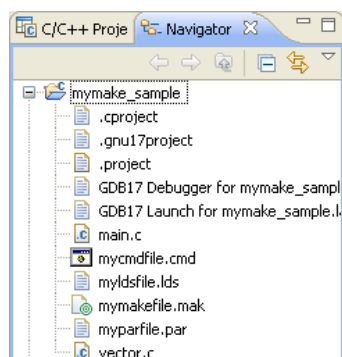 C/C++ Proje Navigator
mymake_sample
.cproject
.gnu17project
.project
GDB17 Debugger for mymake_sampl
GDB17 Launch for mymake_sample.l
main.c
mycmdfile.cmd
myldsfile.lds
mymakefile.mak
myparfile.par
vector.c